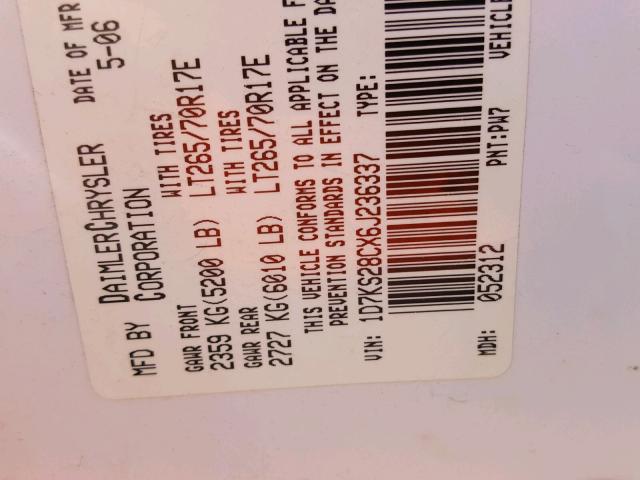 MFD BY DAIMLERCHRYSLER CORPORATION DATE OF MFR 5-06
GAWR FRONT WITH TIRES
2359 KG(5200 LB) LT265/70R17E
GAWR REAR WITH TIRES
2727 KG(6010 LB) LT265/70R17E
THIS VEHICLE CONFORMS TO ALL APPLICABLE F
PREVENTION STANDARDS IN EFFECT ON THE DA
VIN: 1D7KS28CX6J236337 TYPE:
VEHICLE
MDH: 052312 PNT:PW7